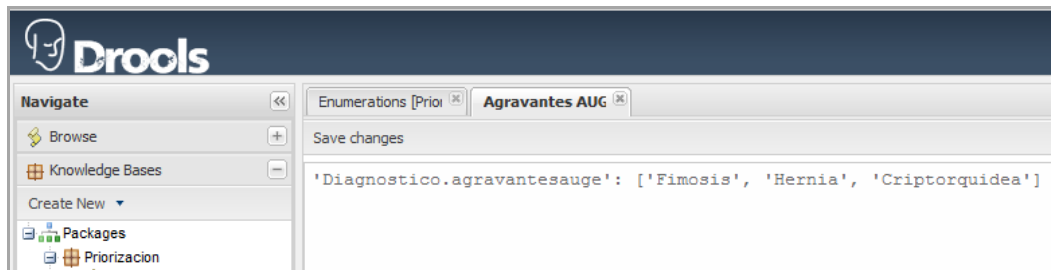 Drools
Navigate
Enumerations [Prior
Agravantes AUG
Browse
Save changes
Knowledge Bases
'Diagnostico.agravantesauge': ['Fimosis', 'Hernia', 'Criptorquidea']
Create New
Packages
Priorizacion